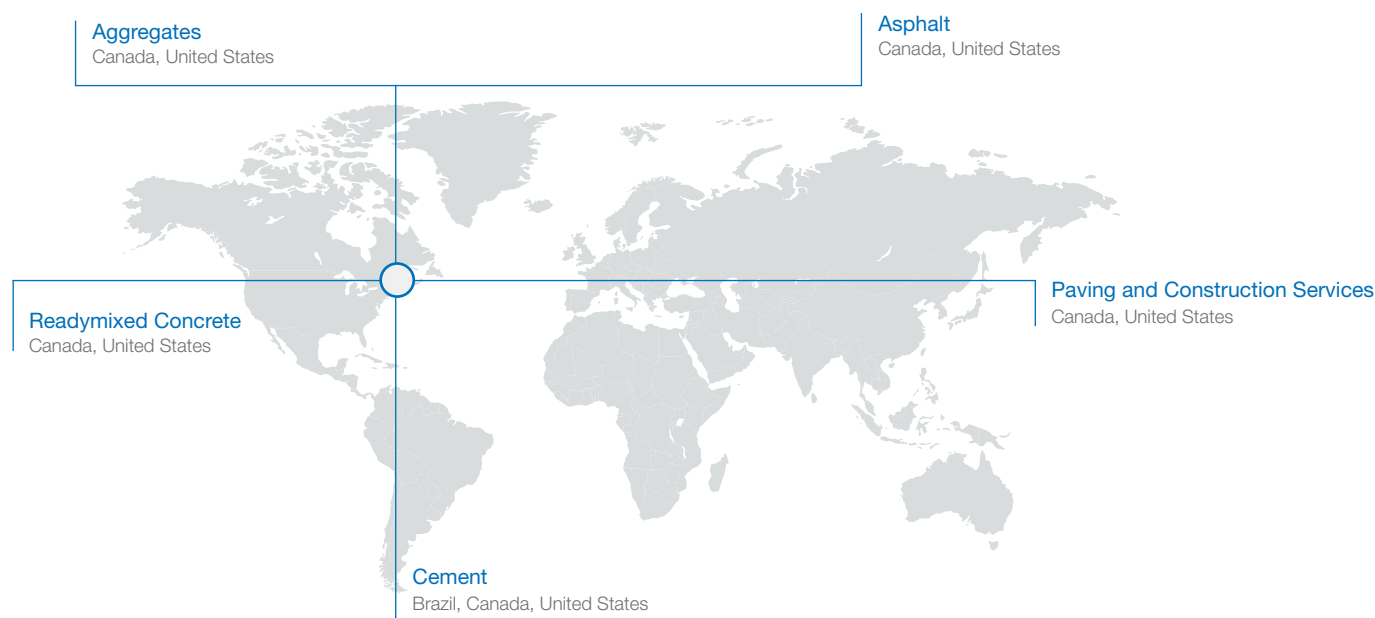 Aggregates
Canada, United States
Asphalt
Canada, United States
Readymixed Concrete
Canada, United States
Paving and Construction Services
Canada, United States
Cement
Brazil, Canada, United States